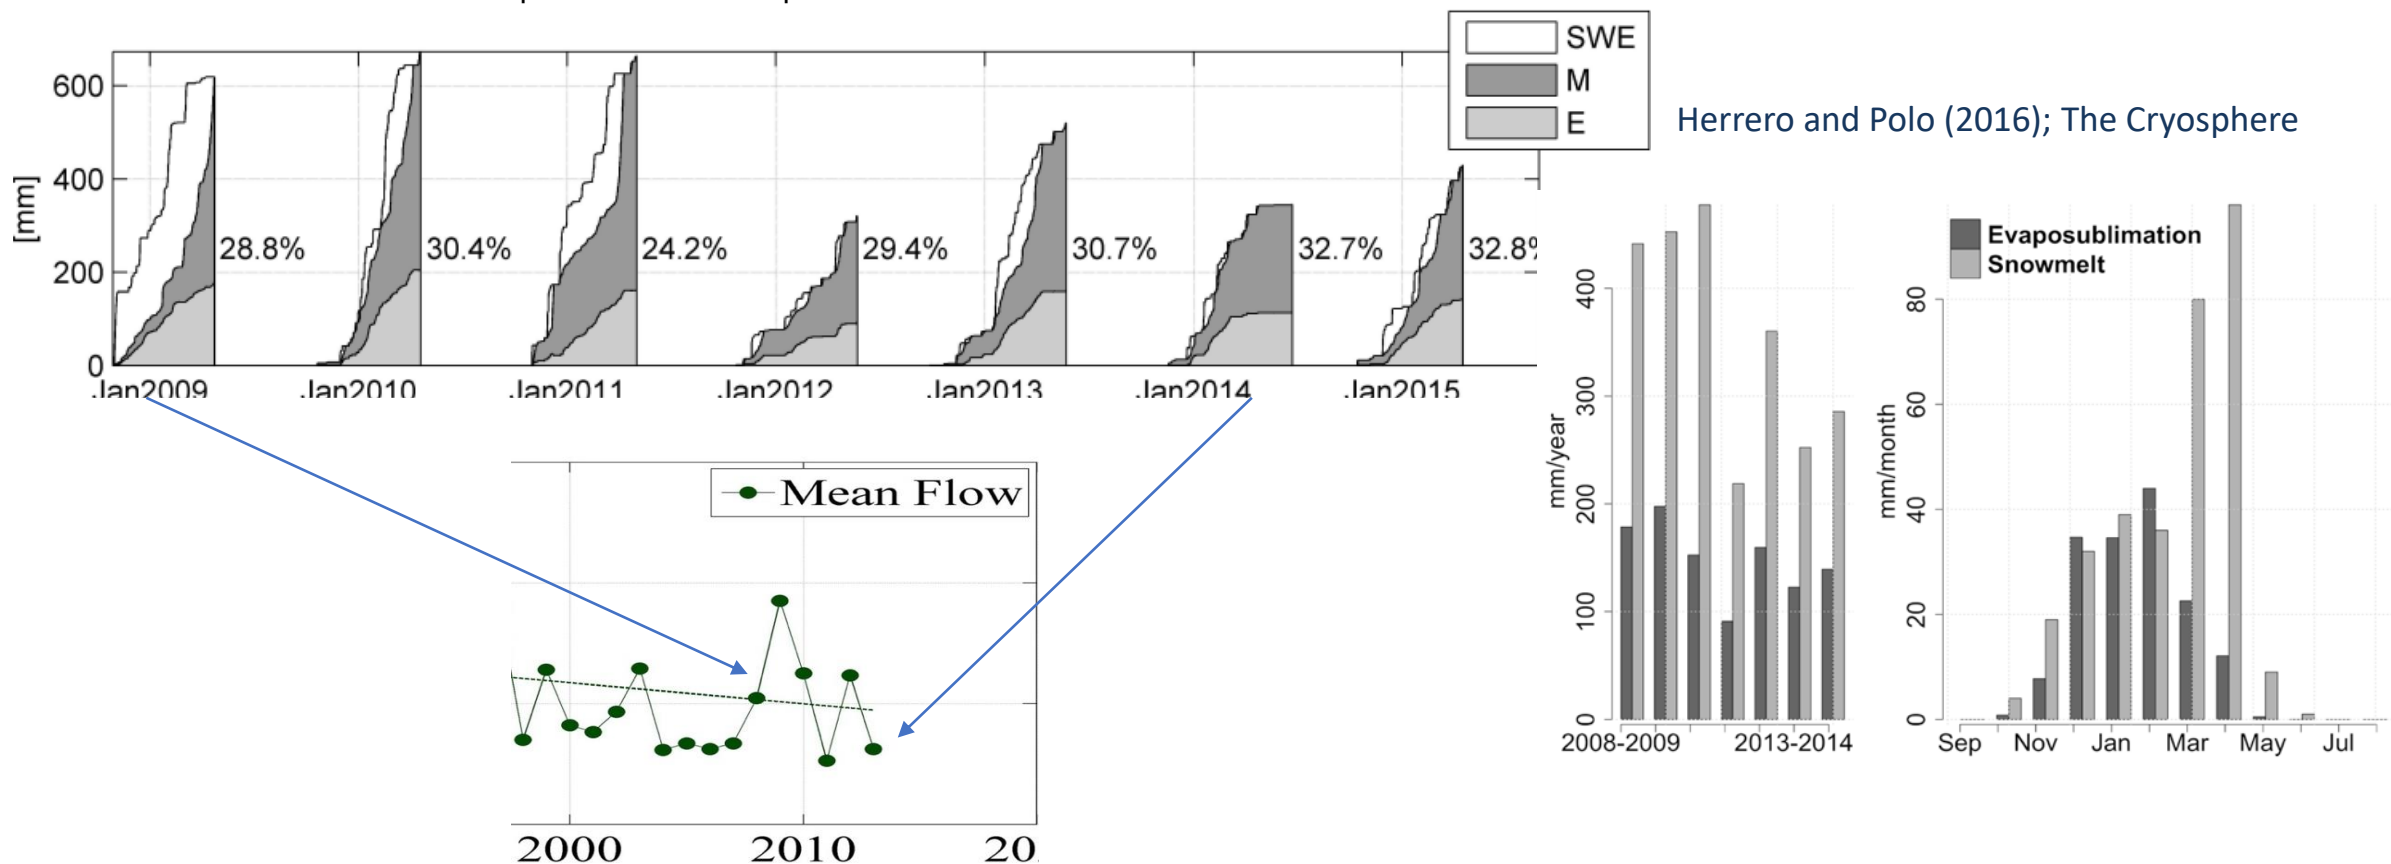 SWE
M
E
600
400
200
0
[mm]
28.8%
30.4%
24.2%
29.4%
30.7%
32.7%
32.8%
Jan2009
Jan2010
Jan2011
Jan2012
Jan2013
Jan2014
Jan2015
Herrero and Polo (2016); The Cryosphere
Mean Flow
2000
2010
20
mm/year
400
300
200
100
0
2008-2009
2013-2014
Evaposublimation
Snowmelt
mm/month
80
60
40
20
0
Sep
Nov
Jan
Mar
May
Jul